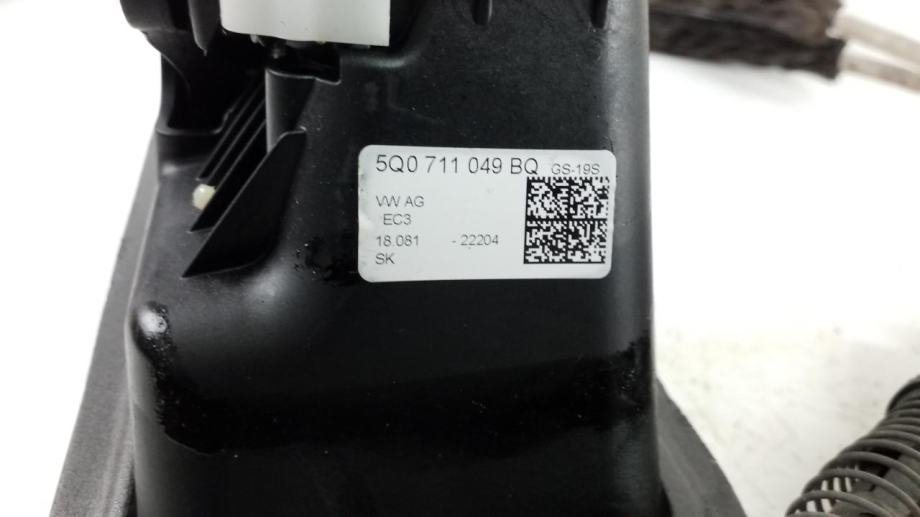 5Q0 711 049 BQ GS-19S
VW AG
EC3
18.081 - 22204
SK